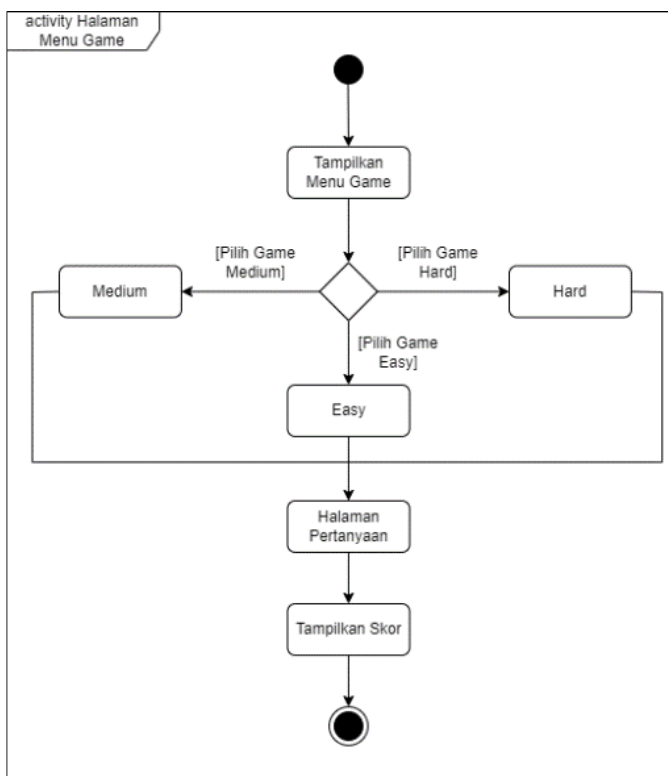 activity Halaman
Menu Game
Tampilkan
Menu Game
[Pilih Game
Medium]
[Pilih Game
Hard]
Medium
Hard
[Pilih Game
Easy]
Easy
Halaman
Pertanyaan
Tampilkan Skor